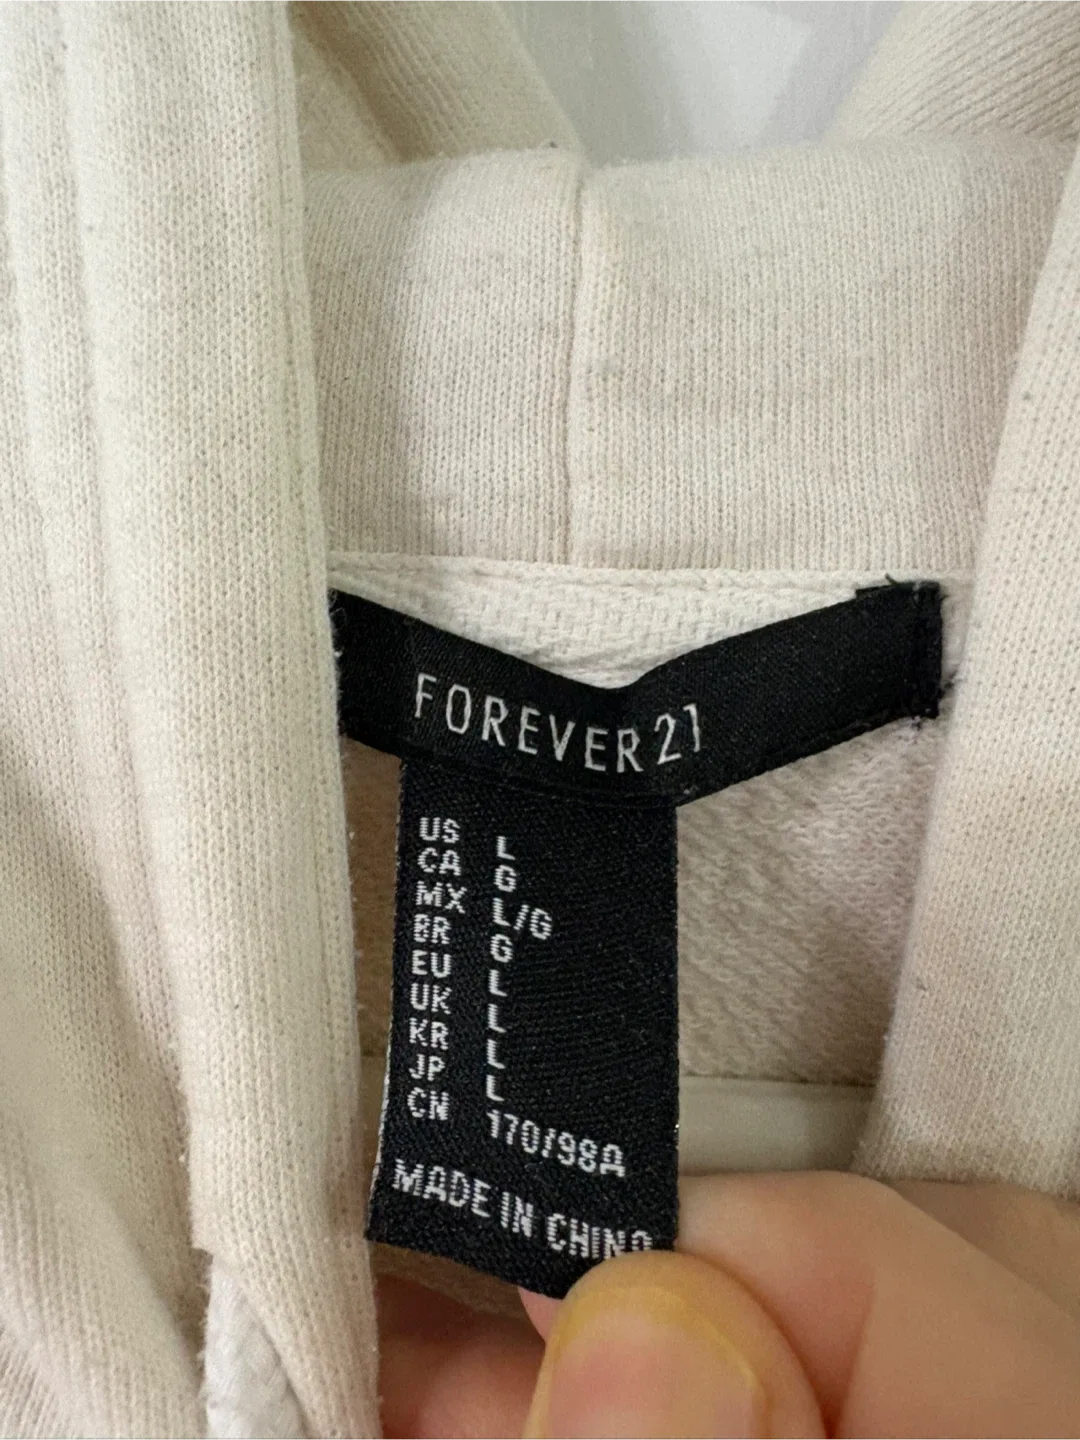 FOREVER 21
US L
CA G
MX L/G
BR G
EU L
UK L
KR L
JP L
CN 170/98A
MADE IN CHINA